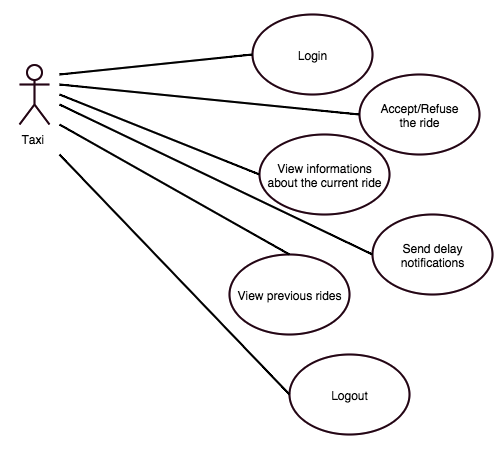 Login
Accept/Refuse
the ride
Taxi
View informations
about the current ride
Send delay
notifications
View previous rides
Logout